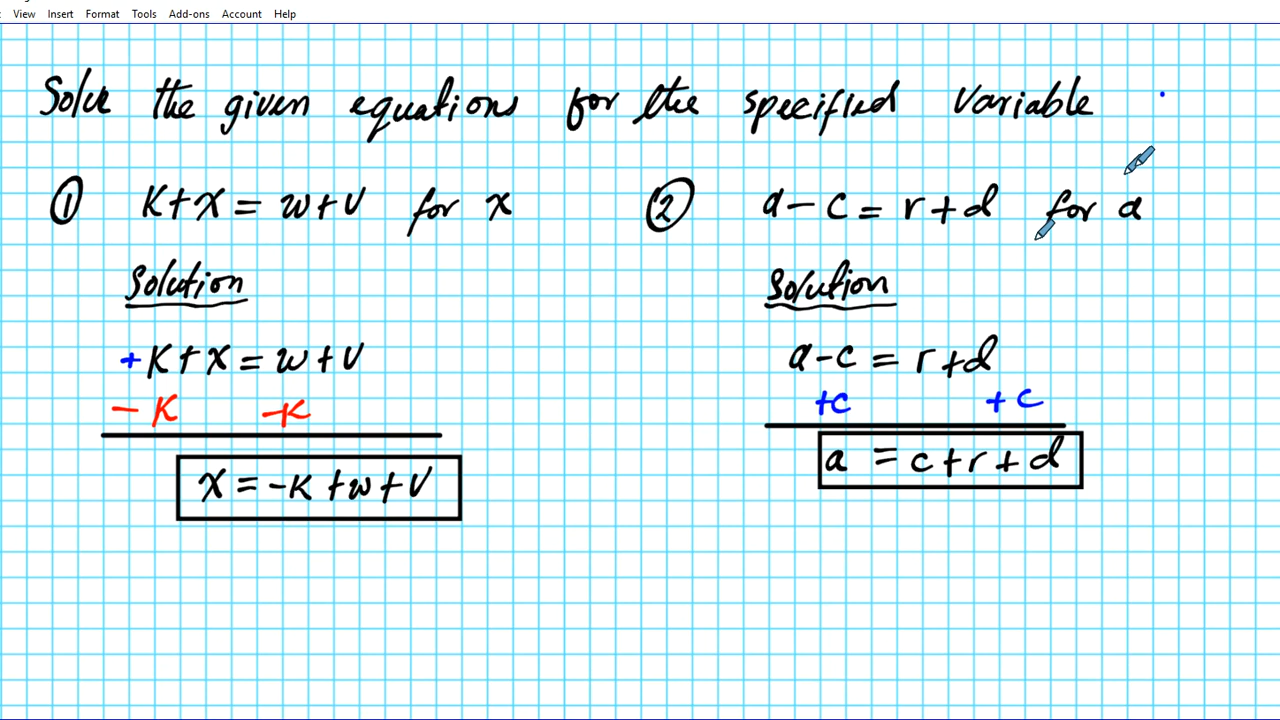 View Insert Format Tools Add-ons Account Help
Solve the given equations for the specified variable .
① K+x = w+v for x
② a-c = r+d for a
Solution
Solution
+K+x = w+v
a-c = r+d
-K -K
+c +c
x = -K+w+v
a = c+r+d